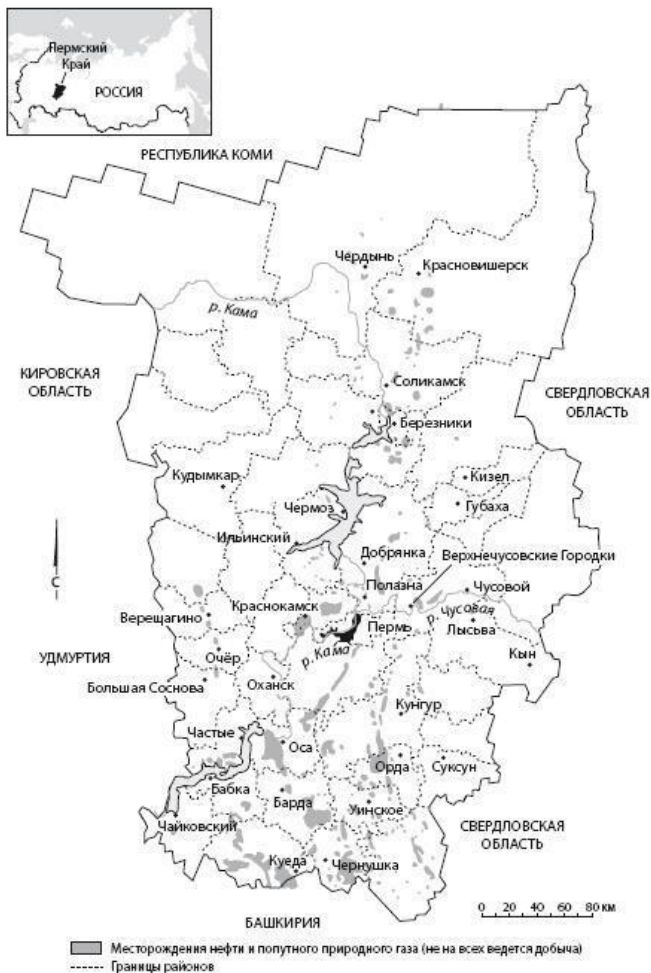 Пермский
Край
РОССИЯ
РЕСПУБЛИКА КОМИ
Чердынь
Красновишерск
р. Кама
КИРОВСКАЯ
ОБЛАСТЬ
Соликамск
СВЕРДЛОВСКАЯ
ОБЛАСТЬ
Березники
Кудымкар
Кизел
Губаха
Чермоз
Ильинский
С
Добрянка
Верхнечусовские Городки
Полазна
Чусовой
Краснокамск
р. Чусовая
Верещагино
Пермь
Лысьва
УДМУРТИЯ
Очёр
р. Кама
Кын
Большая Соснова
Оханск
Кунгур
Частые
Оса
Орда
Суксун
Бабка
Барда
Уинское
Чайковский
СВЕРДЛОВСКАЯ
ОБЛАСТЬ
Куеда
Чернушка
БАШКИРИЯ
0 20 40 60 80 км
Месторождения нефти и попутного природного газа (не на всех ведется добыча)
Границы районов